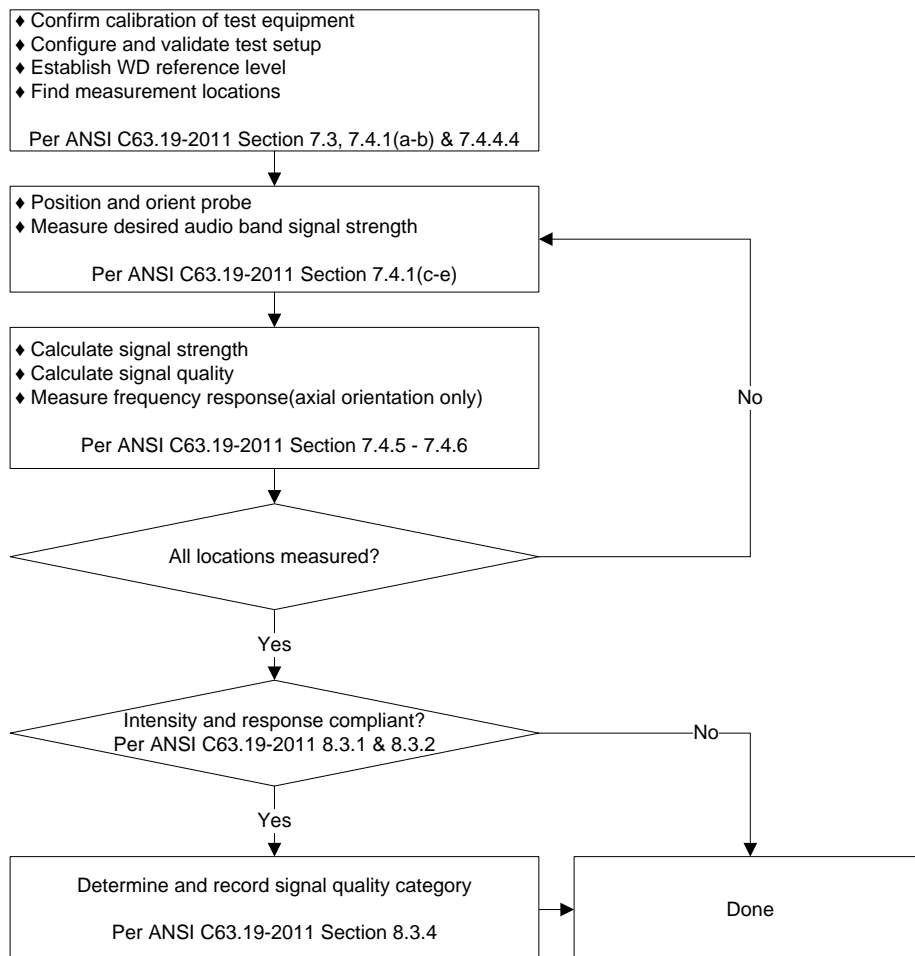 ♦ Confirm calibration of test equipment
♦ Configure and validate test setup
♦ Establish WD reference level
♦ Find measurement locations
Per ANSI C63.19-2011 Section 7.3, 7.4.1(a-b) & 7.4.4.4
♦ Position and orient probe
♦ Measure desired audio band signal strength
Per ANSI C63.19-2011 Section 7.4.1(c-e)
♦ Calculate signal strength
♦ Calculate signal quality
♦ Measure frequency response(axial orientation only)
Per ANSI C63.19-2011 Section 7.4.5 - 7.4.6
No
All locations measured?
Yes
Intensity and response compliant?
Per ANSI C63.19-2011 8.3.1 & 8.3.2
No
Yes
Determine and record signal quality category
Per ANSI C63.19-2011 Section 8.3.4
Done